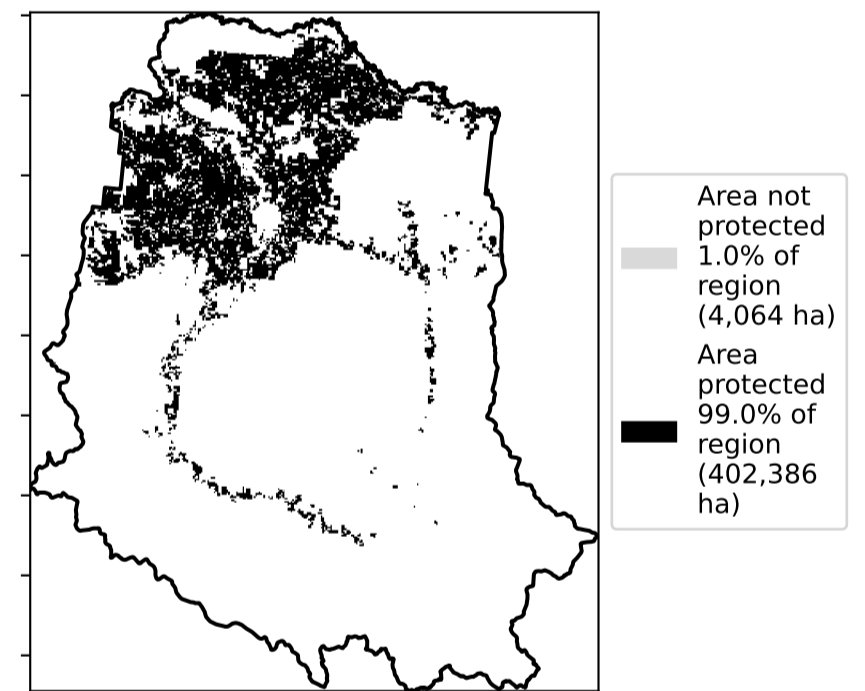 Area not
protected
1.0% of
region
(4,064 ha)
Area
protected
99.0% of
region
(402,386
ha)